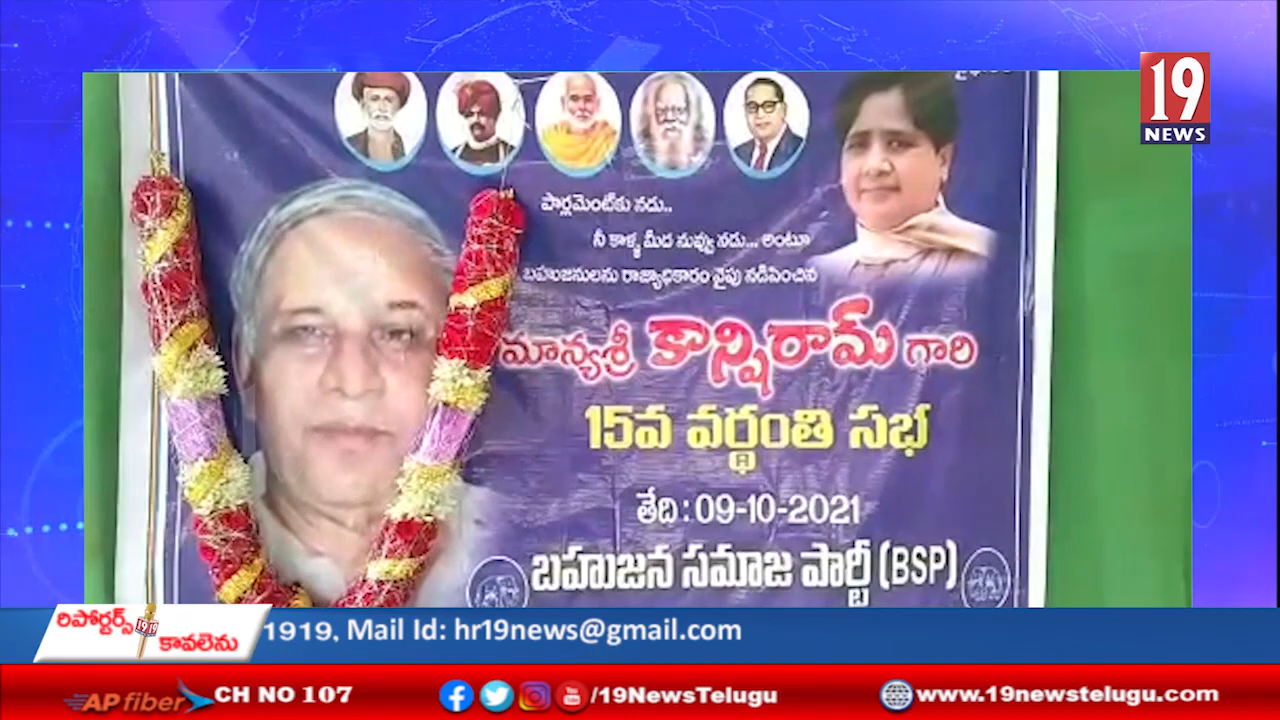 19
NEWS
పార్లమెంట్‌కు నడు..
నీ కాళ్ళ మీద నువ్వు నడు... అంటూ
బహుజనులను రాజ్యాధికారం వైపు నడిపించిన
మాన్యశ్రీ కాన్షిరామ్ గారి
15వ వర్థంతి సభ
తేది : 09-10-2021
బహుజన సమాజ పార్టీ (BSP)
రిపోర్టర్స్
1919
కావలెను
1919, Mail Id: hr19news@gmail.com
AP fiber CH NO 107
/19NewsTelugu
www.19newstelugu.com